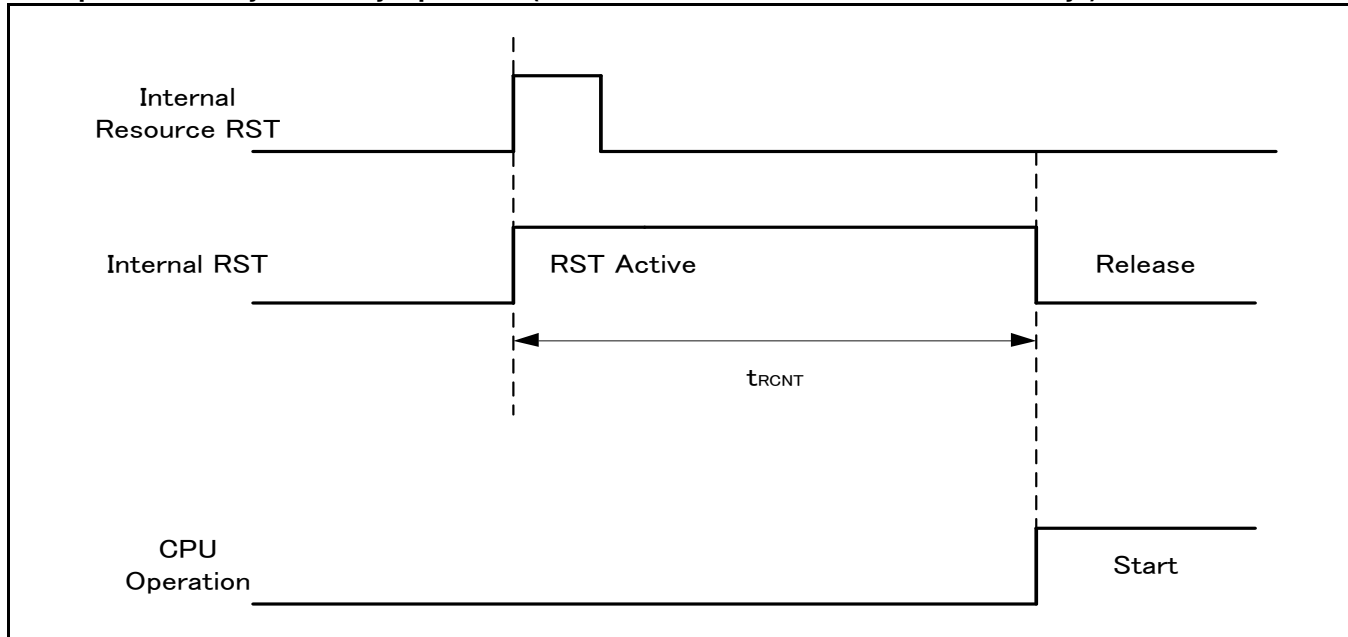 Internal
Resource RST
Internal RST
RST Active
Release
tRCNT
CPU
Operation
Start